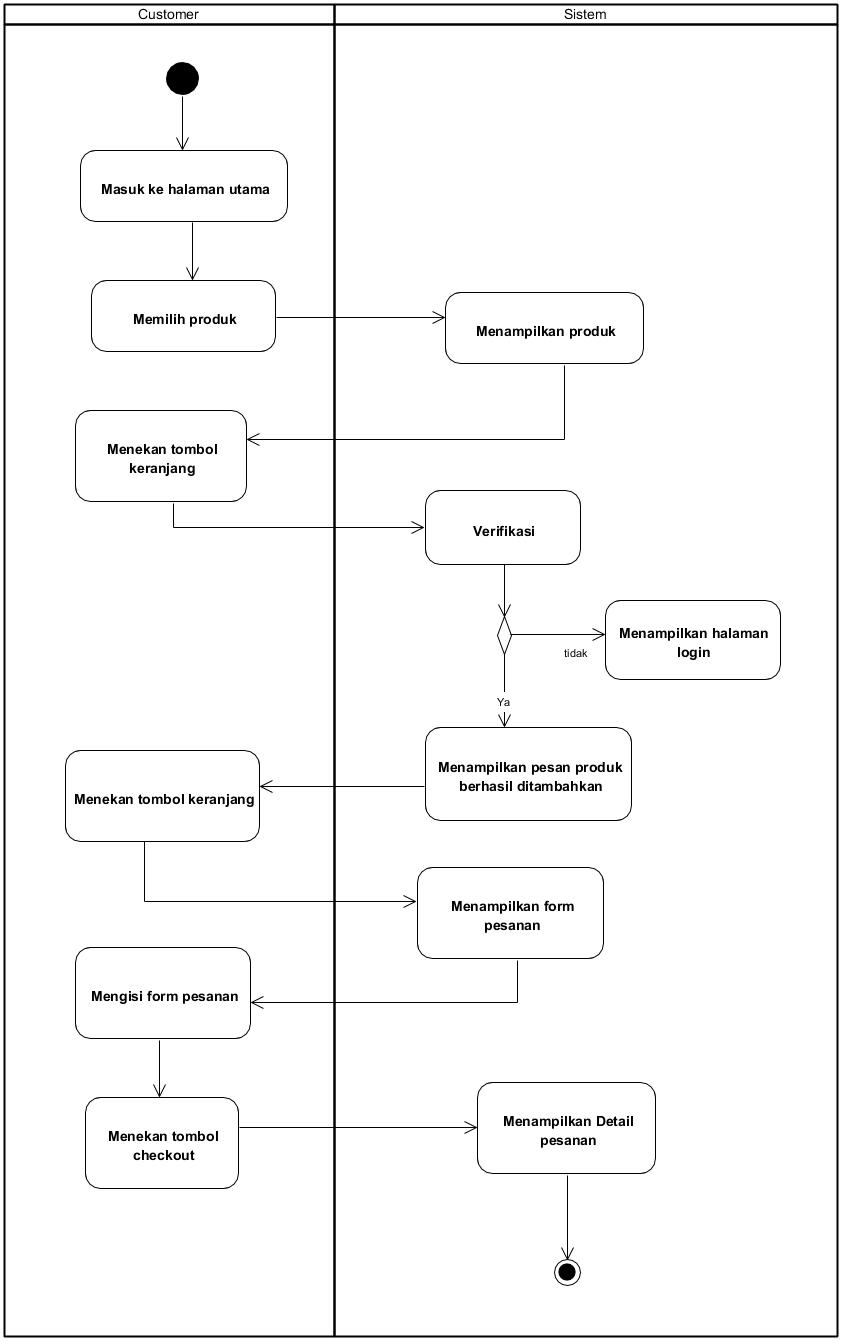 Customer
Sistem
Masuk ke halaman utama
Memilih produk
Menampilkan produk
Menekan tombol
keranjang
Verifikasi
Menampilkan halaman
login
tidak
Ya
Menampilkan pesan produk
berhasil ditambahkan
Menekan tombol keranjang
Menampilkan form
pesanan
Mengisi form pesanan
Menekan tombol
checkout
Menampilkan Detail
pesanan